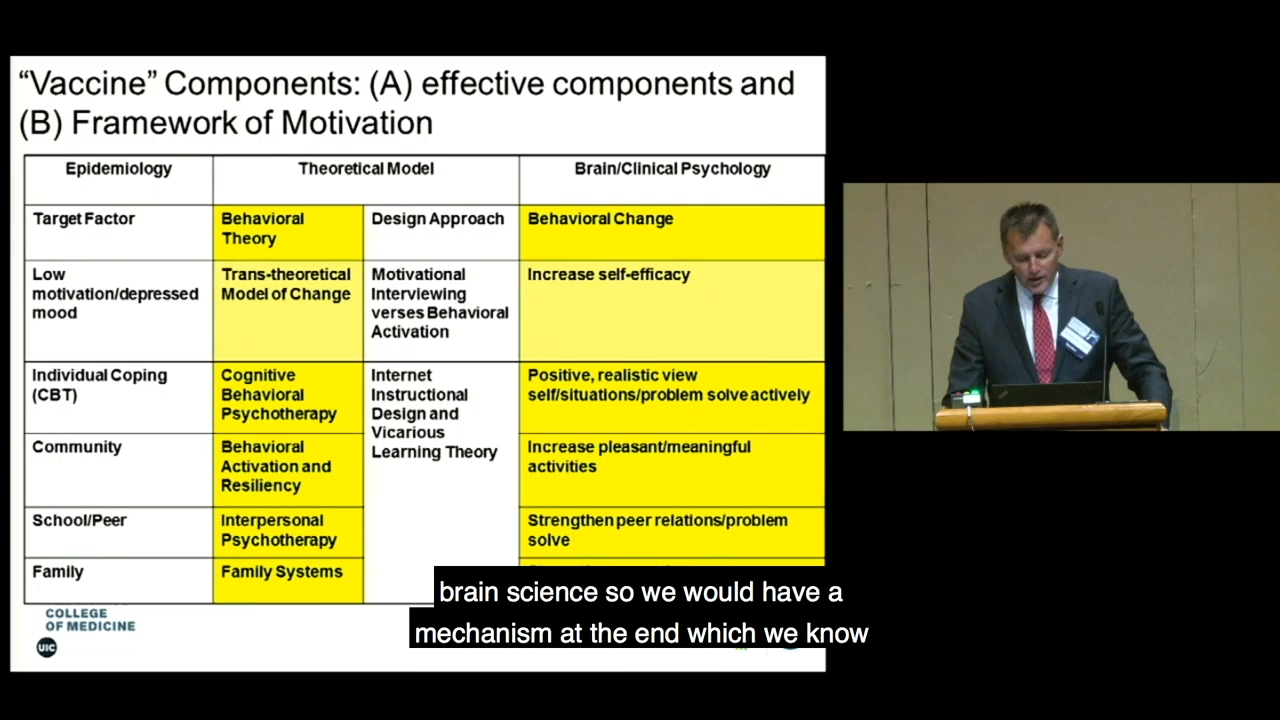 “Vaccine” Components: (A) effective components and
(B) Framework of Motivation
Epidemiology
Theoretical Model
Brain/Clinical Psychology
Target Factor
Behavioral
Theory
Design Approach
Behavioral Change
Low
motivation/depressed
mood
Trans-theoretical
Model of Change
Motivational
Interviewing
verses Behavioral
Activation
Increase self-efficacy
Individual Coping
(CBT)
Cognitive
Behavioral
Psychotherapy
Internet
Instructional
Design and
Vicarious
Learning Theory
Positive, realistic view
self/situations/problem solve actively
Community
Behavioral
Activation and
Resiliency
Increase pleasant/meaningful
activities
School/Peer
Interpersonal
Psychotherapy
Strengthen peer relations/problem
solve
Family
Family Systems
COLLEGE
OF MEDICINE
UIC
brain science so we would have a
mechanism at the end which we know